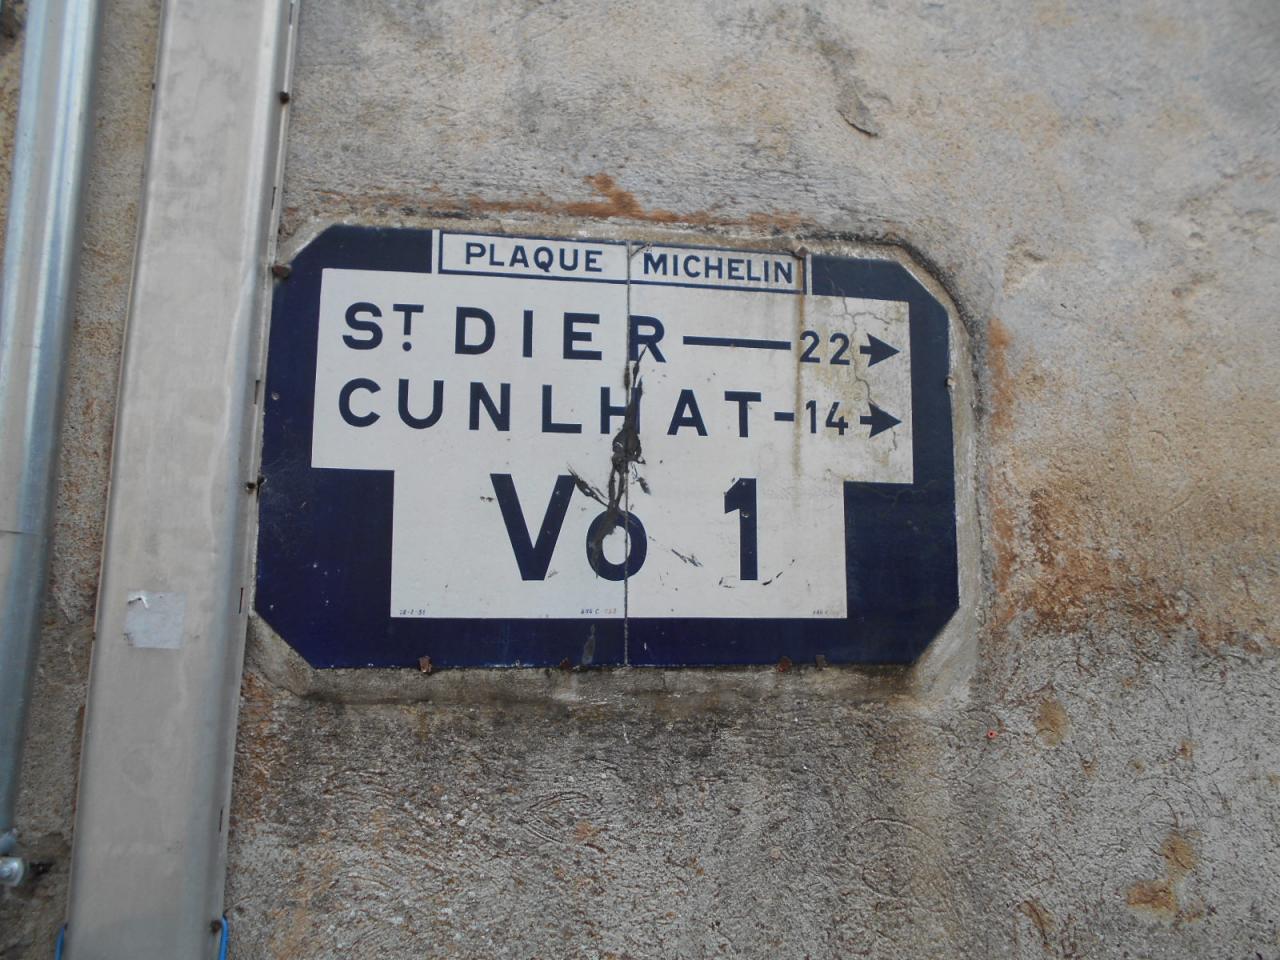 PLAQUE MICHELIN
ST. DIER 22
CUNLHAT-14
Vo 1